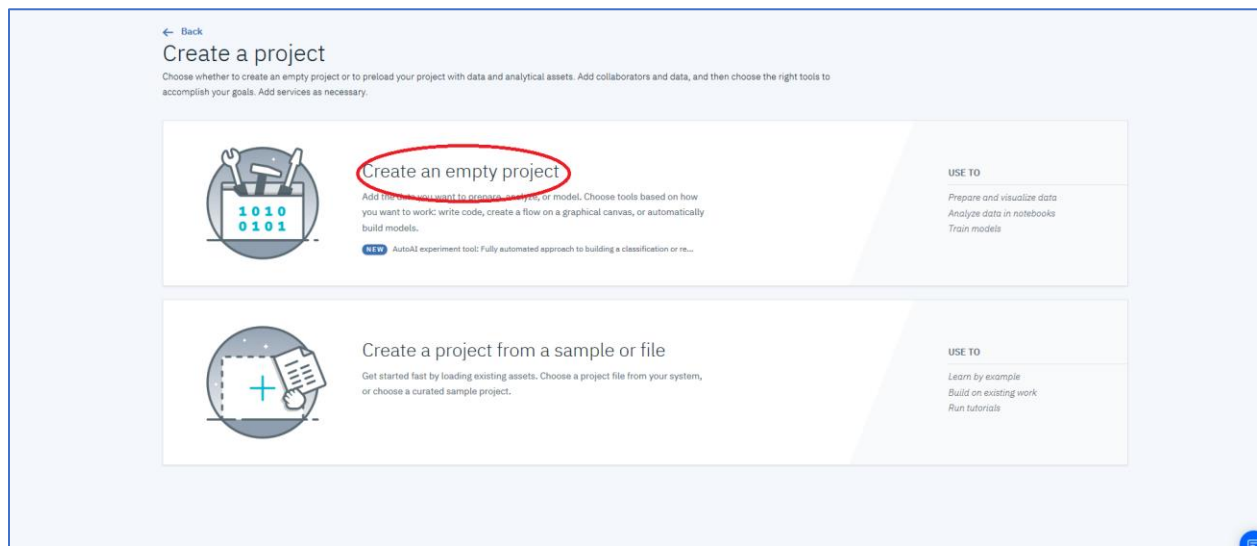 ← Back
Create a project
Choose whether to create an empty project or to preload your project with data and analytical assets. Add collaborators and data, and then choose the right tools to
accomplish your goals. Add services as necessary.
1010
0101
Create an empty project
Add the data you want to prepare, analyze, or model. Choose tools based on how
you want to work: write code, create a flow on a graphical canvas, or automatically
build models.
NEW AutoAI experiment tool: Fully automated approach to building a classification or re...
USE TO
Prepare and visualize data
Analyze data in notebooks
Train models
Create a project from a sample or file
Get started fast by loading existing assets. Choose a project file from your system,
or choose a curated sample project.
USE TO
Learn by example
Build on existing work
Run tutorials